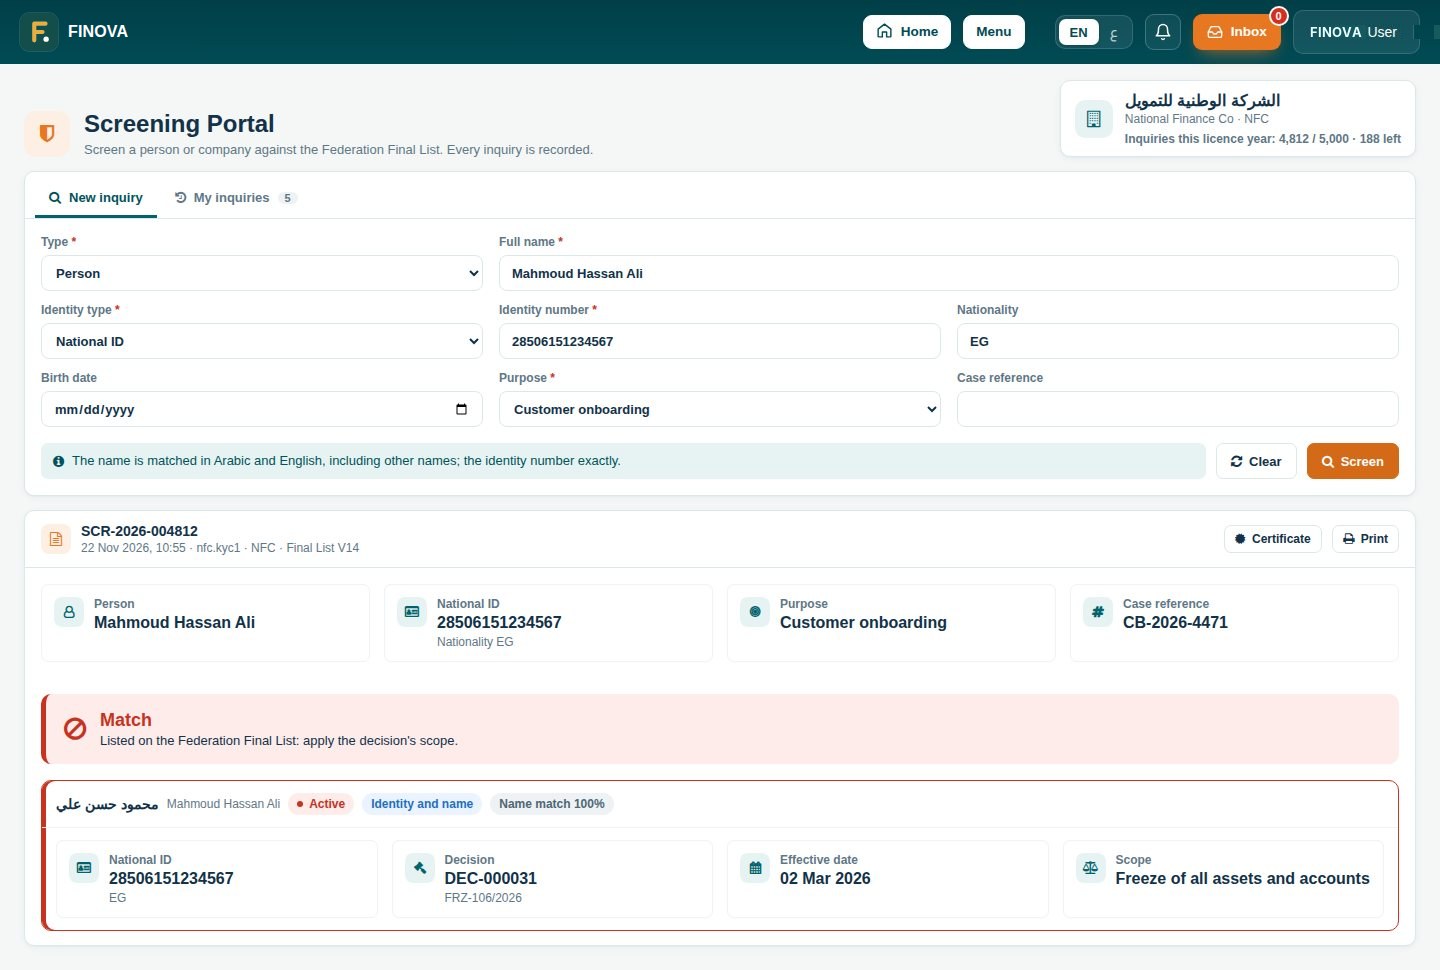 FINOVA
Home
Menu
EN
ع
Inbox
0
FINOVA User
Screening Portal
Screen a person or company against the Federation Final List. Every inquiry is recorded.
الشركة الوطنية للتمويل
National Finance Co · NFC
Inquiries this licence year: 4,812 / 5,000 · 188 left
New inquiry
My inquiries 5
Type *
Full name *
Person
Mahmoud Hassan Ali
Identity type *
Identity number *
Nationality
National ID
28506151234567
EG
Birth date
Purpose *
Case reference
mm/dd/yyyy
Customer onboarding
The name is matched in Arabic and English, including other names; the identity number exactly.
Clear
Screen
SCR-2026-004812
22 Nov 2026, 10:55 · nfc.kyc1 · NFC · Final List V14
Certificate
Print
Person
Mahmoud Hassan Ali
National ID
28506151234567
Nationality EG
Purpose
Customer onboarding
Case reference
CB-2026-4471
Match
Listed on the Federation Final List: apply the decision's scope.
محمود حسن علي Mahmoud Hassan Ali Active Identity and name Name match 100%
National ID
28506151234567
EG
Decision
DEC-000031
FRZ-106/2026
Effective date
02 Mar 2026
Scope
Freeze of all assets and accounts